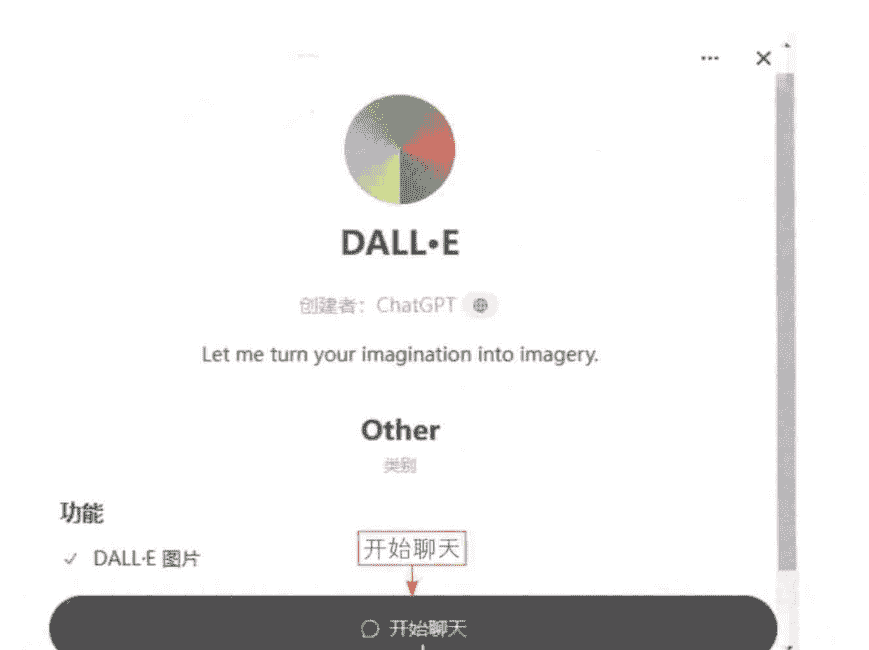 DALL•E
创建者：ChatGPT
Let me turn your imagination into imagery.
Other
类别
功能
✓ DALL·E 图片
开始聊天
开始聊天